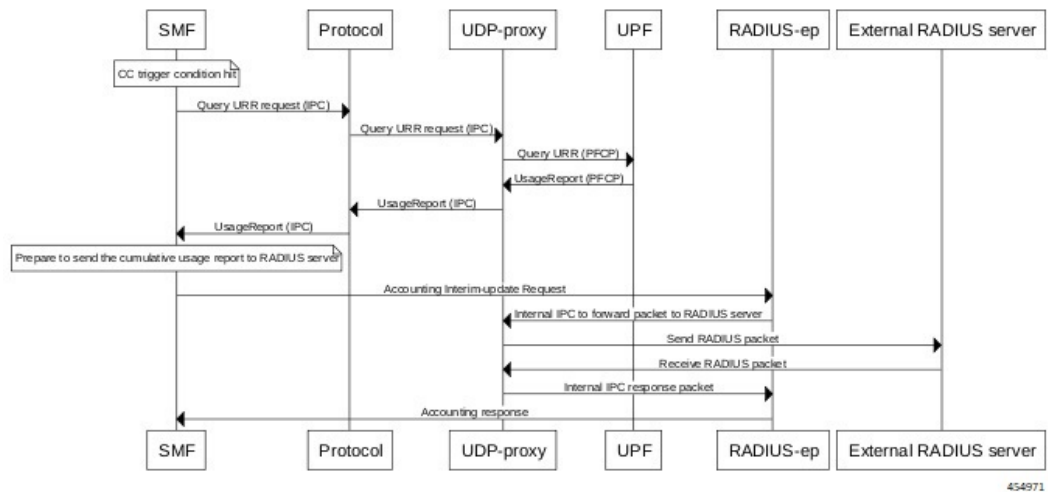 SMF Protocol UDP-proxy UPF RADIUS-ep External RADIUS server
CC trigger condition hit
Query URR request (IPC)
Query URR request (IPC)
Query URR (PFCP)
UsageReport (PFCP)
UsageReport (IPC)
UsageReport (IPC)
Prepare to send the cumulative usage report to RADIUS server
Accounting Interim-update Request
Internal IPC to forward packet to RADIUS server
Send RADIUS packet
Receive RADIUS packet
Internal IPC response packet
Accounting response
SMF Protocol UDP-proxy UPF RADIUS-ep External RADIUS server
454971